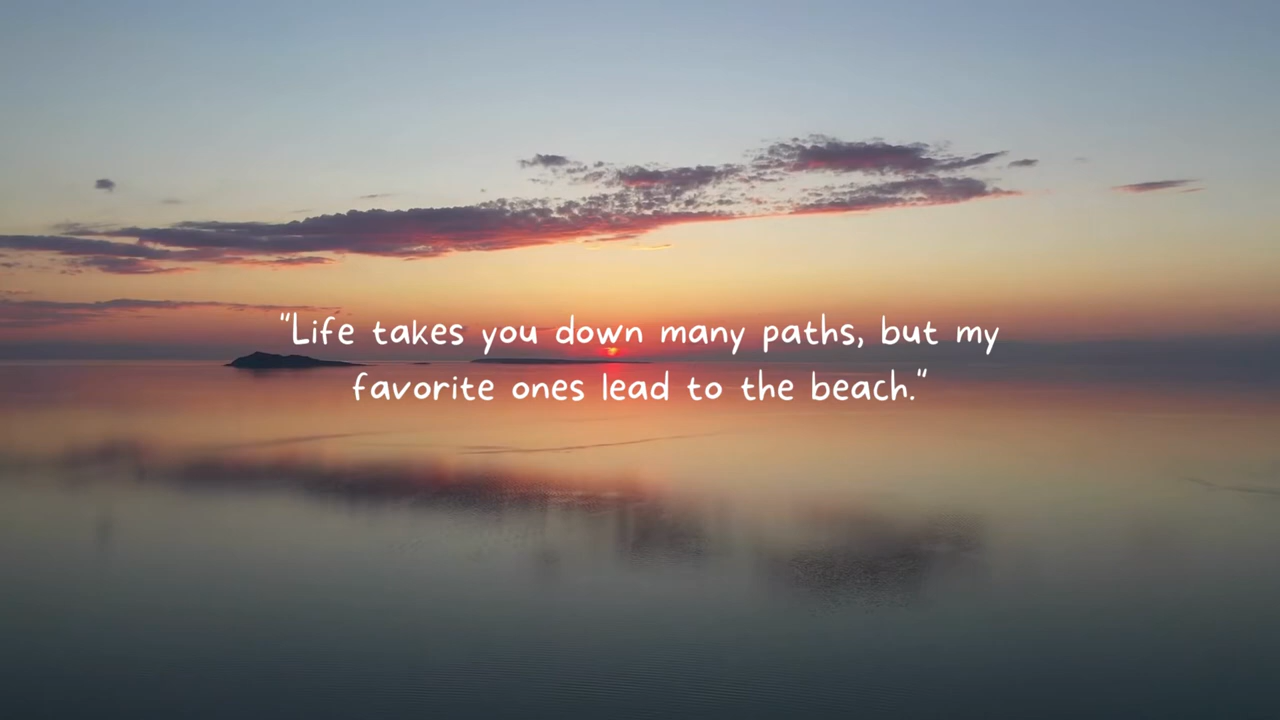 "Life takes you down many paths, but my
favorite ones lead to the beach."